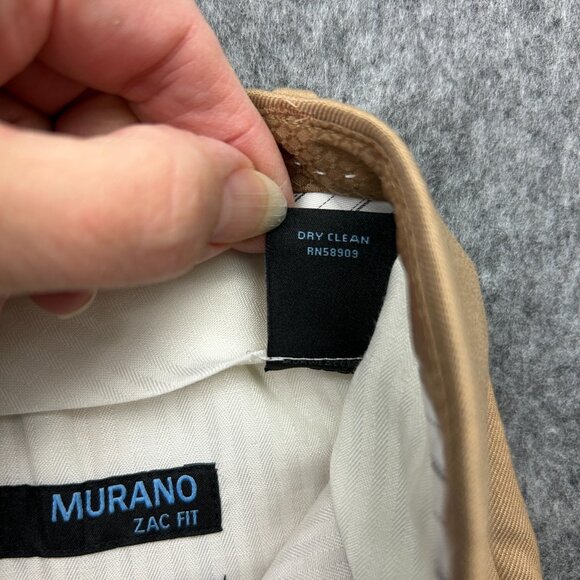 DRY CLEAN
RN58909
MURANO
ZAC FIT